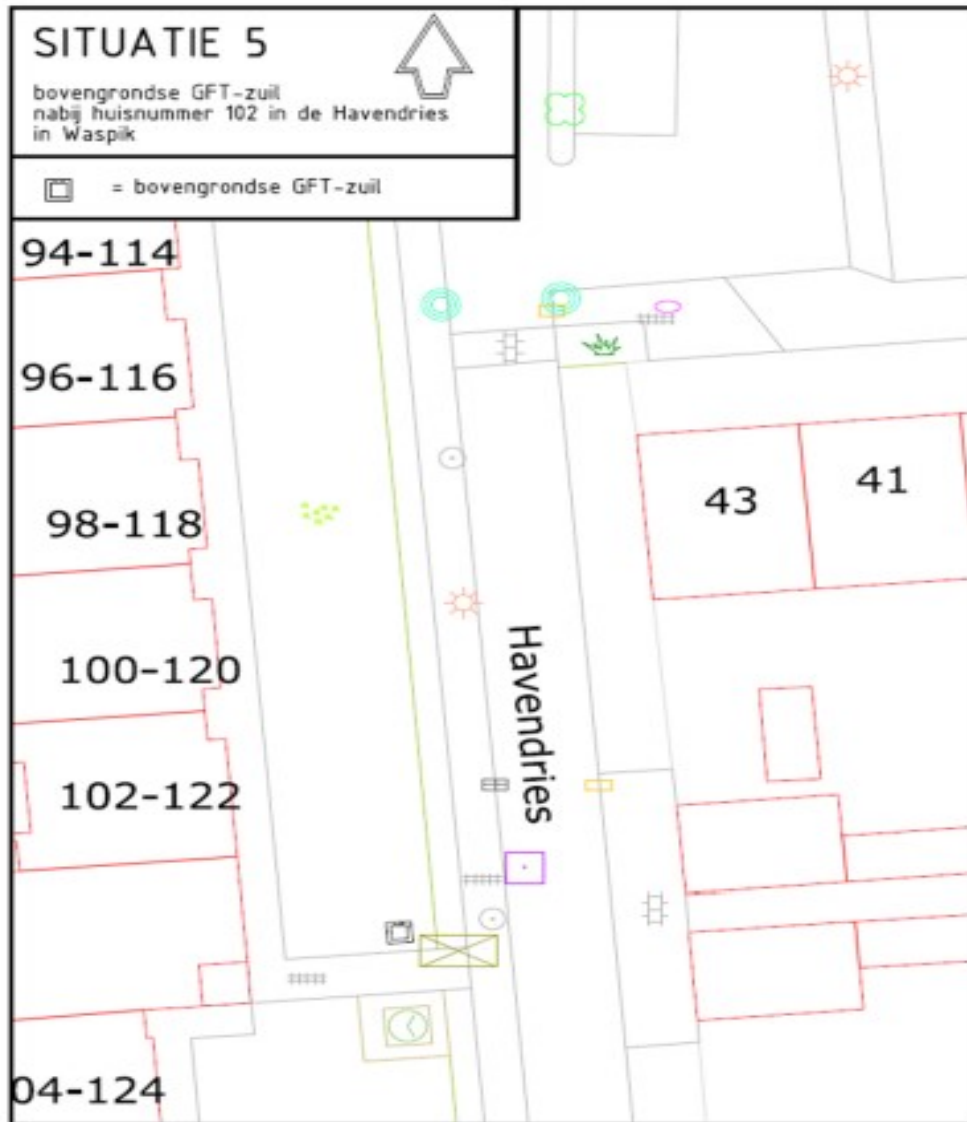 SITUATIE 5
bovengrondse GFT-zuil
nabij huisnummer 102 in de Havendries
in Waspik
= bovengrondse GFT-zuil
94-114
96-116
98-118
43
41
100-120
Havendries
102-122
04-124